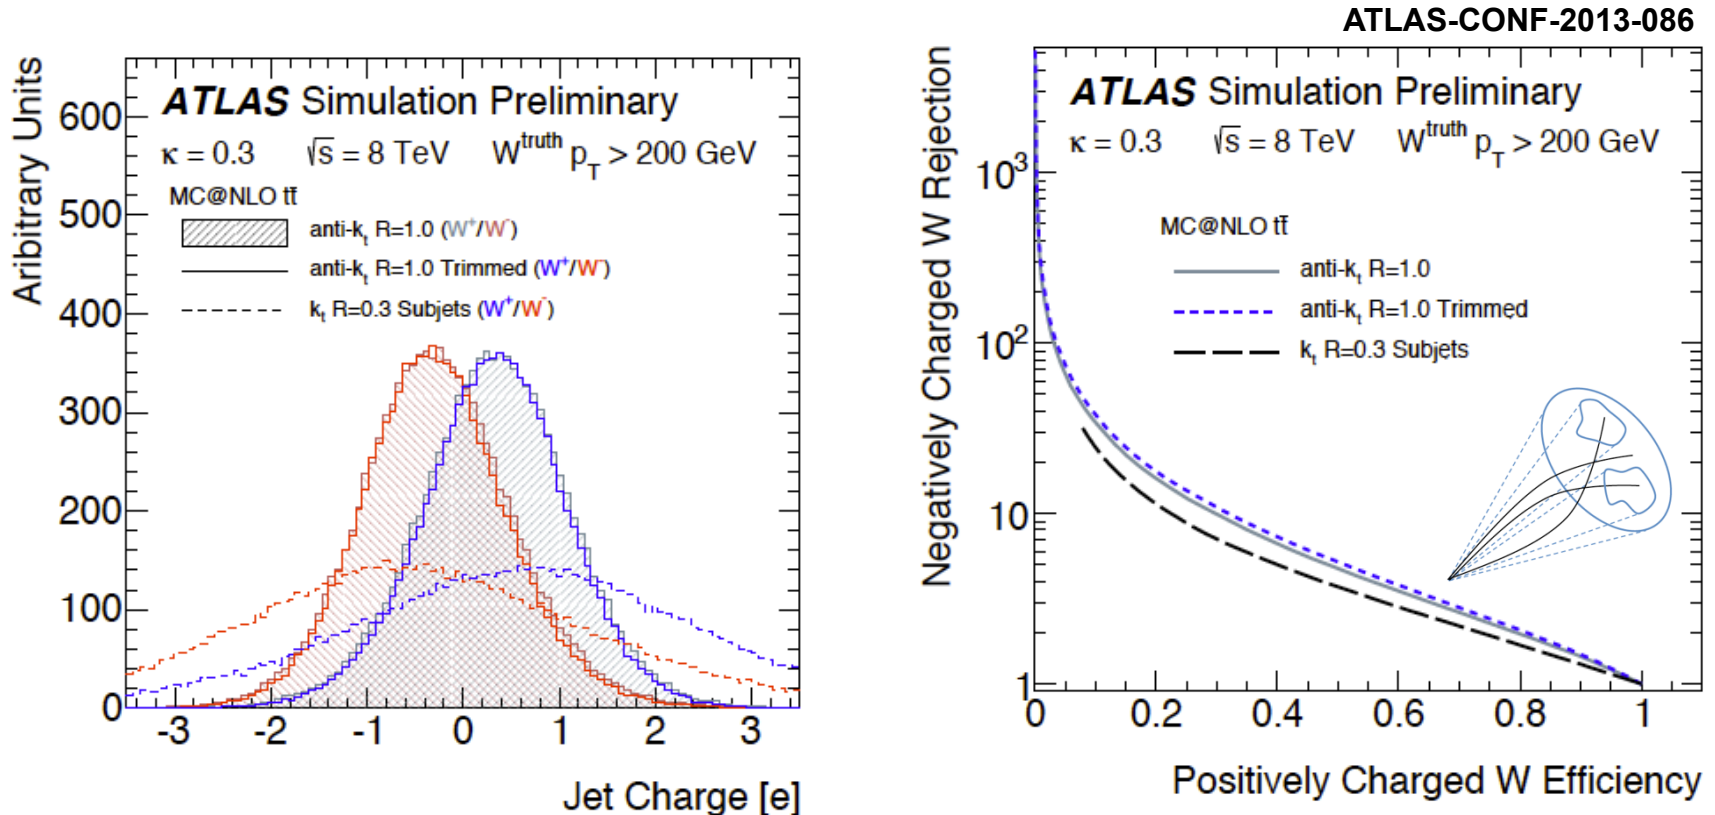 ATLAS-CONF-2013-086
Aribitrary Units
ATLAS Simulation Preliminary
κ = 0.3 √s = 8 TeV W^truth p_T > 200 GeV
MC@NLO tt̄
anti-k_t R=1.0 (W⁺/W⁻)
anti-k_t R=1.0 Trimmed (W⁺/W⁻)
k_t R=0.3 Subjets (W⁺/W⁻)
600
500
400
300
200
100
0
-3 -2 -1 0 1 2 3
Jet Charge [e]
Negatively Charged W Rejection
ATLAS Simulation Preliminary
κ = 0.3 √s = 8 TeV W^truth p_T > 200 GeV
MC@NLO tt̄
anti-k_t R=1.0
anti-k_t R=1.0 Trimmed
k_t R=0.3 Subjets
10³
10²
10
1
0 0.2 0.4 0.6 0.8 1
Positively Charged W Efficiency